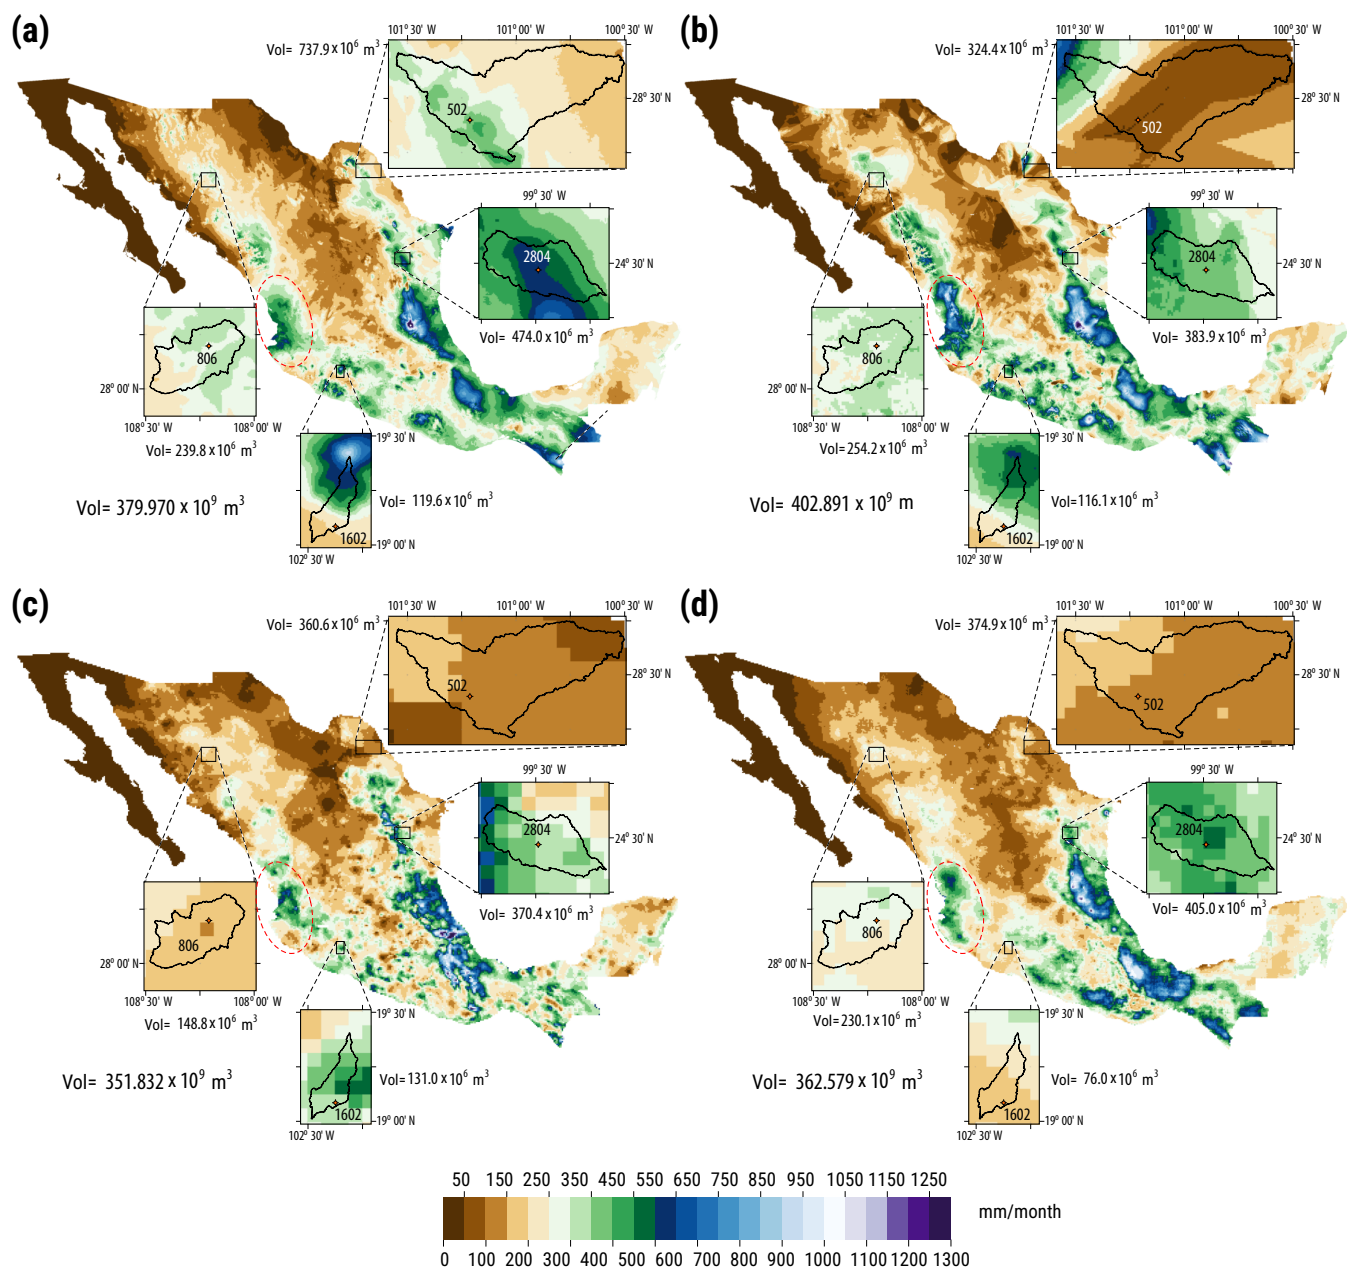 (a)
101° 30' W 101° 00' W 100° 30' W
Vol= 737.9 x 10⁶ m³
28° 30' N
502
99° 30' W
2804
24° 30' N
Vol= 474.0 x 10⁶ m³
806
28° 00' N
108° 30' W 108° 00' W
Vol= 239.8 x 10⁶ m³
19° 30' N
Vol= 119.6 x 10⁶ m³
Vol= 379.970 x 10⁹ m³
1602
19° 00' N
102° 30' W
(b)
101° 30' W 101° 00' W 100° 30' W
Vol= 324.4 x 10⁶ m³
28° 30' N
502
99° 30' W
2804
24° 30' N
Vol= 383.9 x 10⁶ m³
806
28° 00' N
108° 30' W 108° 00' W
Vol= 254.2 x 10⁶ m³
19° 30' N
Vol=116.1 x 10⁶ m³
Vol= 402.891 x 10⁹ m
1602
19° 00' N
102° 30' W
(c)
101° 30' W 101° 00' W 100° 30' W
Vol= 360.6 x 10⁶ m³
28° 30' N
502
99° 30' W
2804
24° 30' N
Vol= 370.4 x 10⁶ m³
806
28° 00' N
108° 30' W 108° 00' W
Vol= 148.8 x 10⁶ m³
19° 30' N
Vol= 351.832 x 10⁹ m³
Vol=131.0 x 10⁶ m³
1602
19° 00' N
102° 30' W
(d)
101° 30' W 101° 00' W 100° 30' W
Vol= 374.9 x 10⁶ m³
28° 30' N
502
99° 30' W
2804
24° 30' N
Vol= 405.0 x 10⁶ m³
806
28° 00' N
108° 30' W 108° 00' W
Vol=230.1 x 10⁶ m³
19° 30' N
Vol= 362.579 x 10⁹ m³
Vol= 76.0 x 10⁶ m³
1602
19° 00' N
102° 30' W
50 150 250 350 450 550 650 750 850 950 1050 1150 1250
mm/month
0 100 200 300 400 500 600 700 800 900 1000 1100 1200 1300